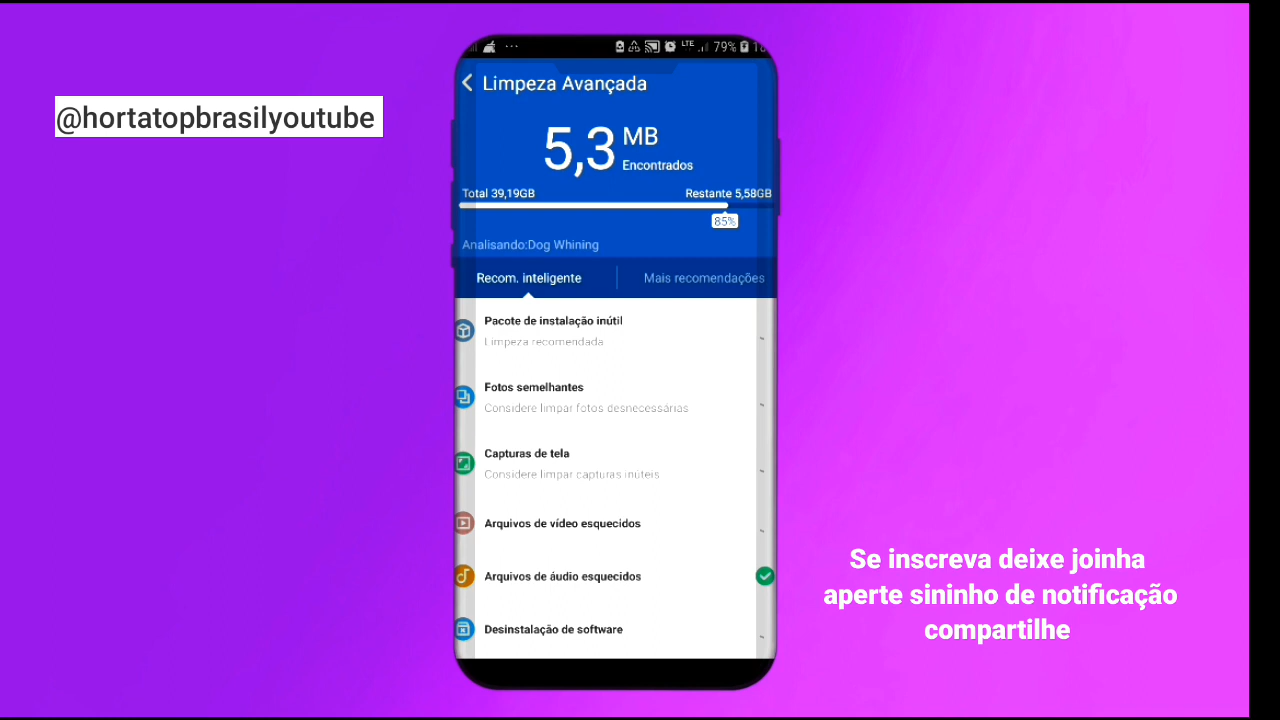 LTE 79%
@hortatopbrasilyoutube
Limpeza Avançada
5,3 MB
Encontrados
Total 39,19GB Restante 5,58GB
85%
Analisando:Dog Whining
Recom. inteligente Mais recomendações
Pacote de instalação inútil
Limpeza recomendada
Fotos semelhantes
Considere limpar fotos desnecessárias
Capturas de tela
Considere limpar capturas inúteis
Arquivos de vídeo esquecidos
Arquivos de áudio esquecidos
Desinstalação de software
Se inscreva deixe joinha
aperte sininho de notificação
compartilhe